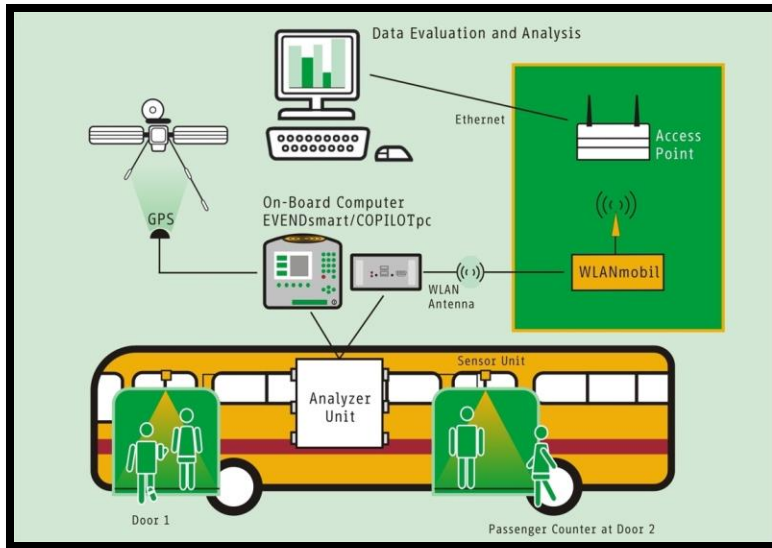 Data Evaluation and Analysis
Ethernet
Access
Point
GPS
On-Board Computer
EVENDsmart/COPILOTpc
WLAN
Antenna
WLANmobil
Sensor Unit
Analyzer
Unit
Door 1
Passenger Counter at Door 2